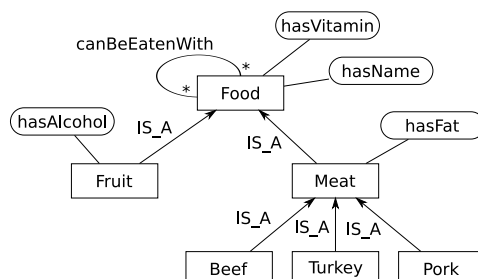 hasVitamin
canBeEatenWith
*
*
Food
hasName
hasAlcohol
IS_A
IS_A
hasFat
Fruit
Meat
IS_A
IS_A
IS_A
Beef
Turkey
Pork